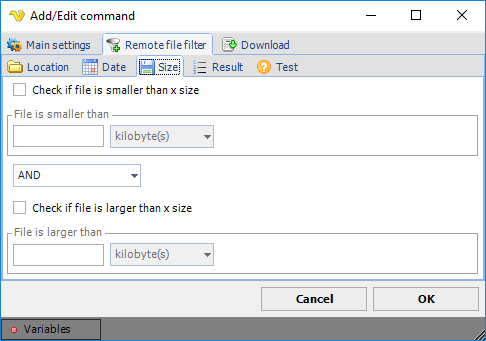 Add/Edit command
Main settings Remote file filter Download
Location Date Size Result Test
Check if file is smaller than x size
File is smaller than
kilobyte(s)
AND
Check if file is larger than x size
File is larger than
kilobyte(s)
Cancel OK
Variables